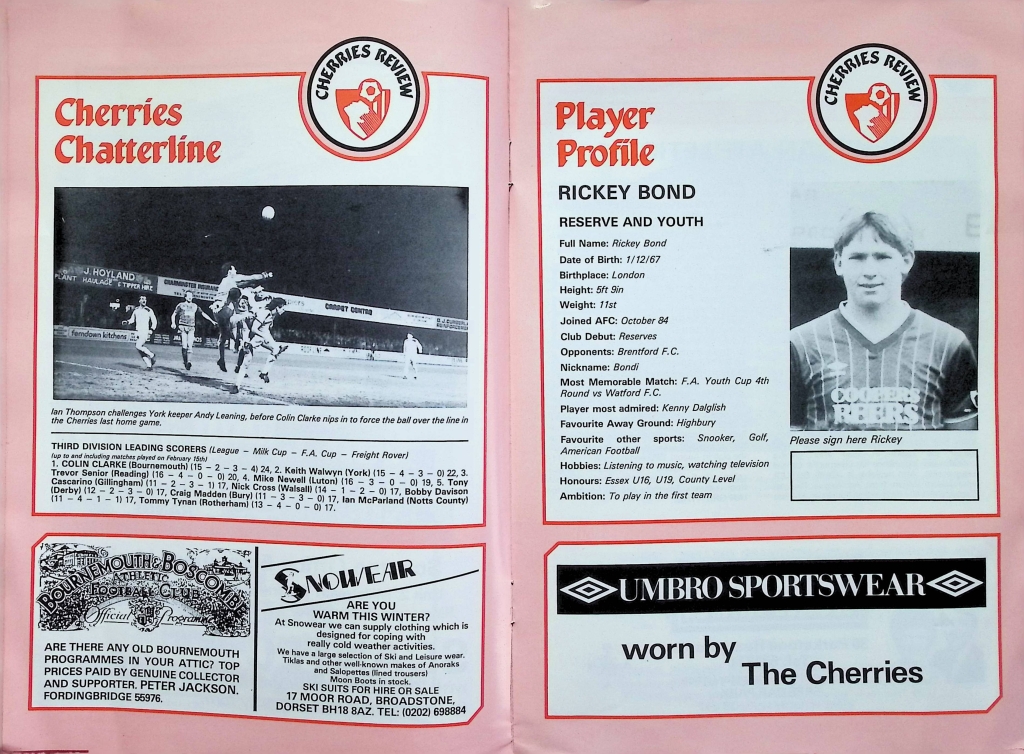 CHERRIES REVIEW
Cherries
Chatterline
J. HOYLAND
PLANT HAULAGE & TIPPER HIRE
CARPET CENTRE
ferndown kitchens
Ian Thompson challenges York keeper Andy Leaning, before Colin Clarke nips in to force the ball over the line in
the Cherries last home game.
THIRD DIVISION LEADING SCORERS (League – Milk Cup – F.A. Cup – Freight Rover)
(up to and including matches played on February 15th)
1. COLIN CLARKE (Bournemouth) (15 – 2 – 3 – 4) 24, 2. Keith Walwyn (York) (15 – 4 – 3 – 0) 22, 3.
Trevor Senior (Reading) (16 – 4 – 0 – 0) 20, 4. Mike Newell (Luton) (16 – 3 – 0 – 0) 19, 5. Tony
Cascarino (Gillingham) (11 – 2 – 3 – 1) 17, Nick Cross (Walsall) (14 – 1 – 2 – 0) 17, Bobby Davison
(Derby) (12 – 2 – 3 – 0) 17, Craig Madden (Bury) (11 – 3 – 3 – 0) 17, Ian McParland (Notts County)
(11 – 4 – 1 – 1) 17, Tommy Tynan (Rotherham) (13 – 4 – 0 – 0) 17.
BOURNEMOUTH & BOSCOMBE
ATHLETIC
FOOTBALL CLUB
Official Programme
ARE THERE ANY OLD BOURNEMOUTH
PROGRAMMES IN YOUR ATTIC? TOP
PRICES PAID BY GENUINE COLLECTOR
AND SUPPORTER. PETER JACKSON.
FORDINGBRIDGE 55976.
SNOWEAR
ARE YOU
WARM THIS WINTER?
At Snowear we can supply clothing which is
designed for coping with
really cold weather activities.
We have a large selection of Ski and Leisure wear.
Tiklas and other well-known makes of Anoraks
and Salopettes (lined trousers)
Moon Boots in stock.
SKI SUITS FOR HIRE OR SALE
17 MOOR ROAD, BROADSTONE,
DORSET BH18 8AZ. TEL: (0202) 698884
CHERRIES REVIEW
Player
Profile
RICKEY BOND
RESERVE AND YOUTH
Full Name: Rickey Bond
Date of Birth: 1/12/67
Birthplace: London
Height: 5ft 9in
Weight: 11st
Joined AFC: October 84
Club Debut: Reserves
Opponents: Brentford F.C.
Nickname: Bondi
Most Memorable Match: F.A. Youth Cup 4th
Round vs Watford F.C.
Player most admired: Kenny Dalglish
Favourite Away Ground: Highbury
Favourite other sports: Snooker, Golf,
American Football
Hobbies: Listening to music, watching television
Honours: Essex U16, U19, County Level
Ambition: To play in the first team
COOPERS
BEERS
Please sign here Rickey
UMBRO SPORTSWEAR
worn by
The Cherries